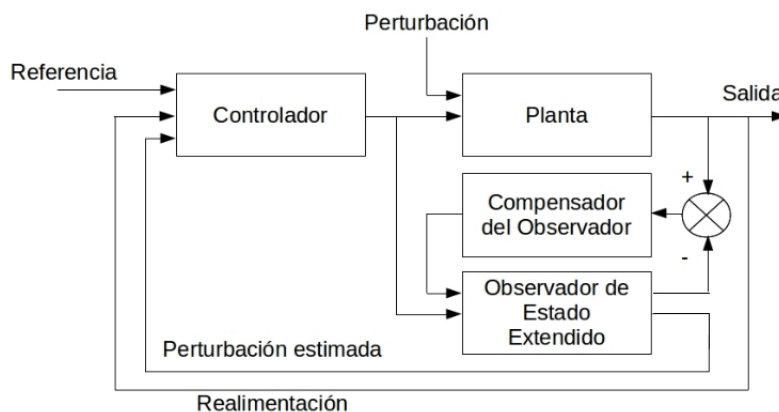 Perturbación
Referencia
Salida
Controlador
Planta
+
Compensador
del Observador
-
Observador de
Estado
Extendido
Perturbación estimada
Realimentación